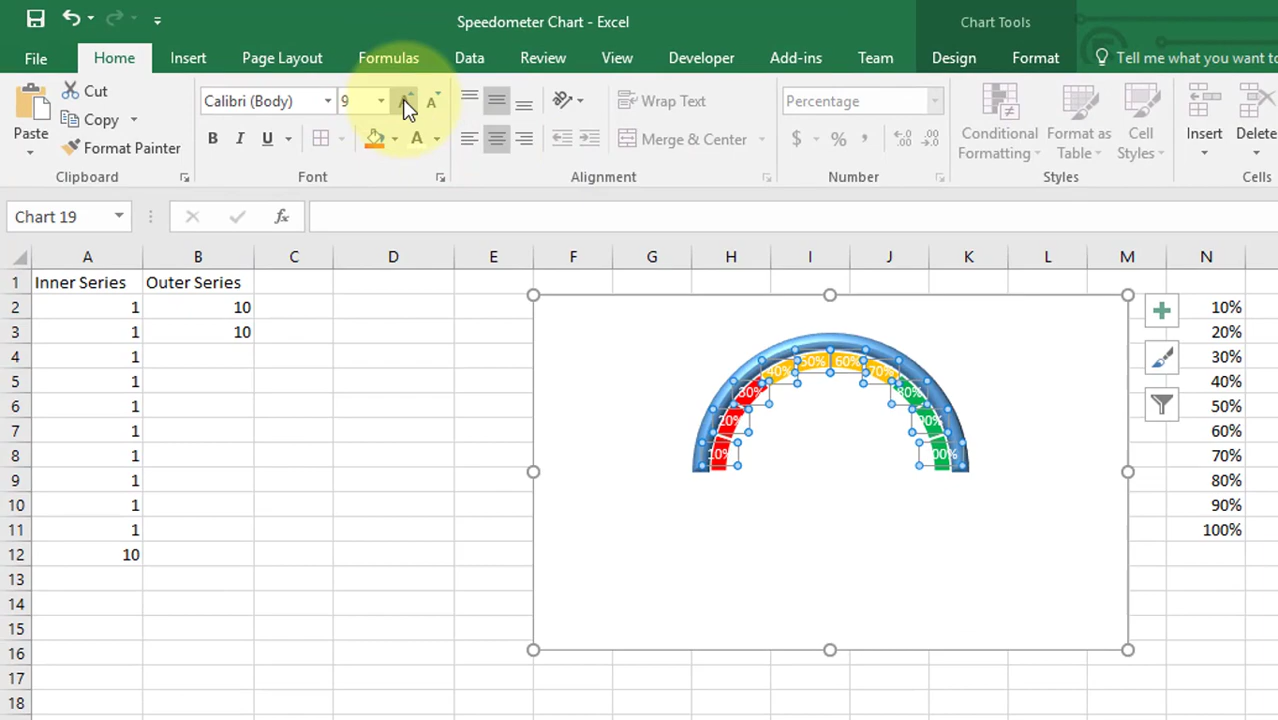 Speedometer Chart - Excel
Chart Tools
File Home Insert Page Layout Formulas Data Review View Developer Add-ins Team Design Format Tell me what you want to
Paste
Cut
Copy
Format Painter
Clipboard
Calibri (Body) 9 A A
B I U A
Font
Wrap Text
Merge & Center
Alignment
Percentage
$ % , .00
Number
Conditional Formatting
Format as Table
Cell Styles
Styles
Insert
Delete
Cells
Chart 19 fx
A B C D E F G H I J K L M N
1 Inner Series Outer Series
2 1 10 10%
3 1 10 20%
4 1 30%
5 1 40%
6 1 50%
7 1 60%
8 1 70%
9 1 80%
10 1 90%
11 1 100%
12 10
13
14
15
16
17
18
10%
20%
30%
40%
50%
60%
70%
80%
90%